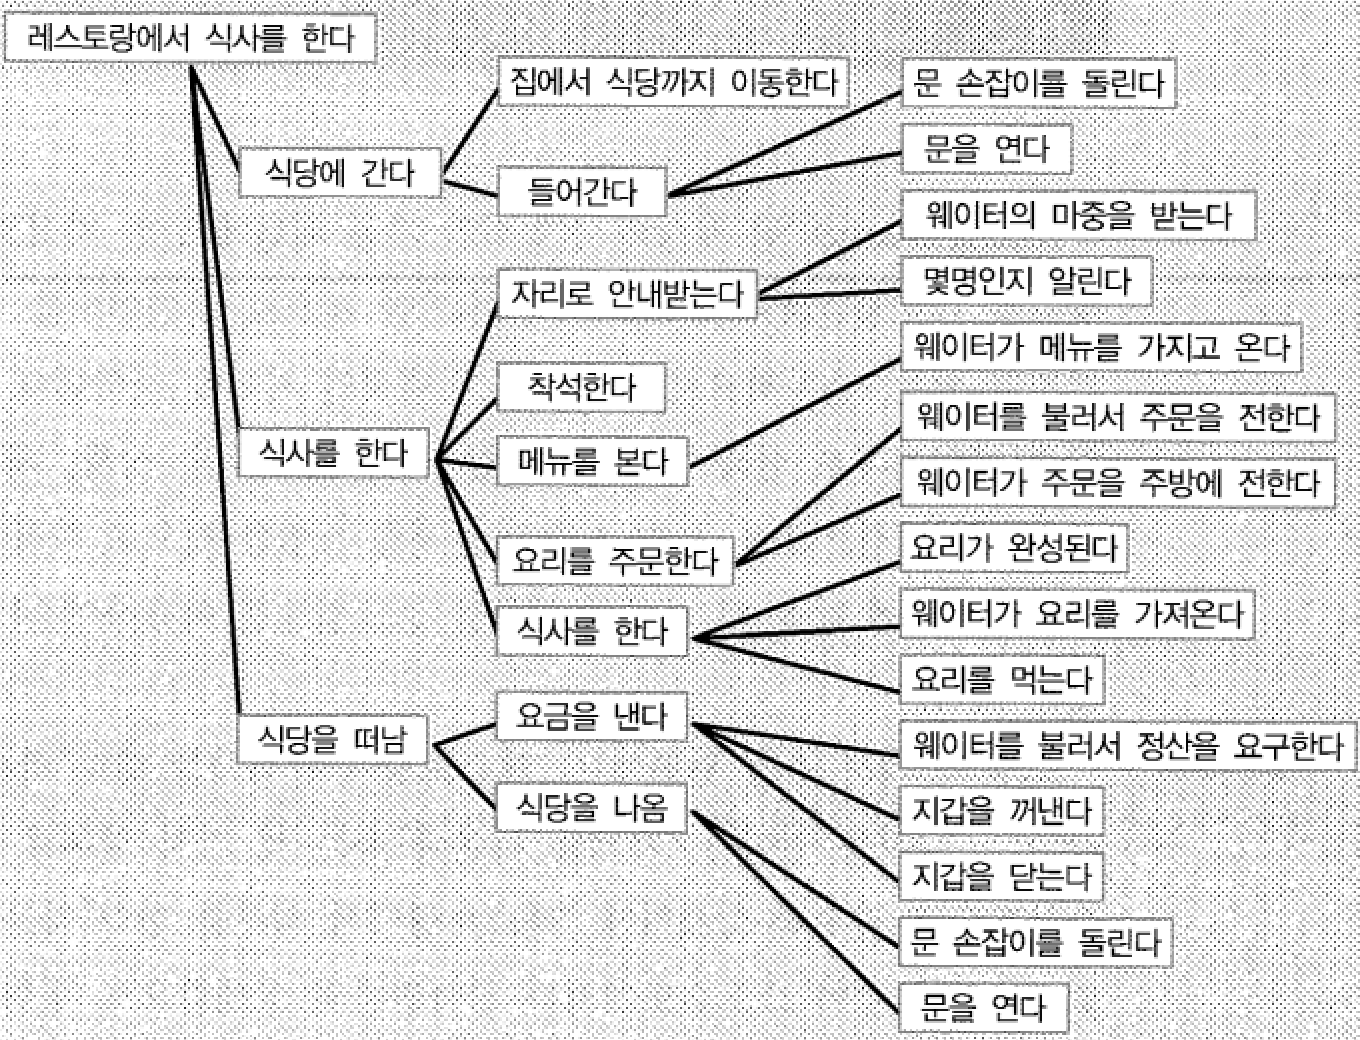 레스토랑에서 식사를 한다
식당에 간다
집에서 식당까지 이동한다
들어간다
문 손잡이를 돌린다
문을 연다
식사를 한다
자리로 안내받는다
웨이터의 마중을 받는다
몇명인지 알린다
착석한다
메뉴를 본다
웨이터가 메뉴를 가지고 온다
요리를 주문한다
웨이터를 불러서 주문을 전한다
웨이터가 주문을 주방에 전한다
식사를 한다
요리가 완성된다
웨이터가 요리를 가져온다
요리를 먹는다
식당을 떠남
요금을 낸다
웨이터를 불러서 정산을 요구한다
지갑을 꺼낸다
지갑을 닫는다
식당을 나옴
문 손잡이를 돌린다
문을 연다